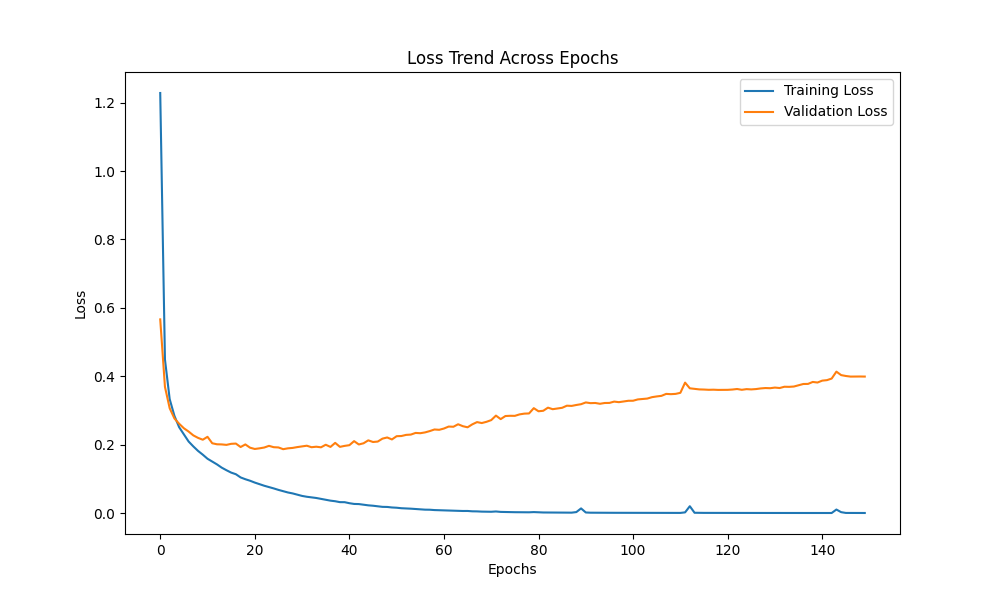 Loss Trend Across Epochs
Training Loss
Validation Loss
1.2
1.0
0.8
0.6
0.4
0.2
0.0
Loss
0 20 40 60 80 100 120 140
Epochs